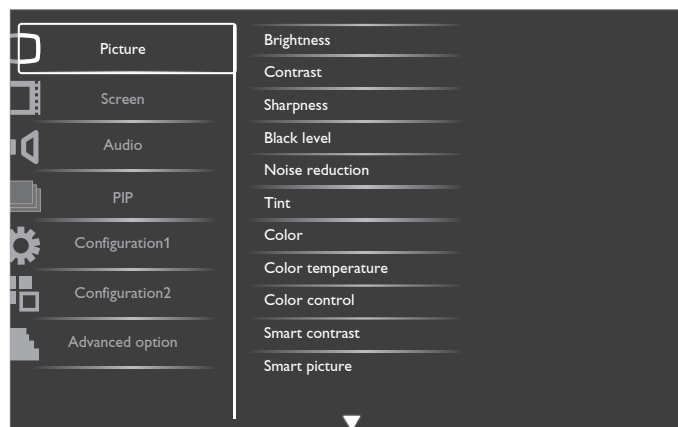 Picture
Screen
Audio
PIP
Configuration1
Configuration2
Advanced option
Brightness
Contrast
Sharpness
Black level
Noise reduction
Tint
Color
Color temperature
Color control
Smart contrast
Smart picture